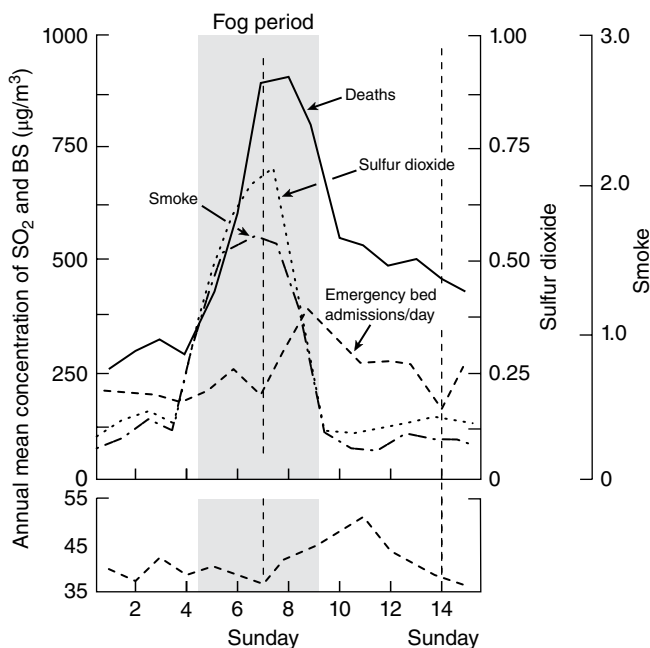 Fog period
1000
750
500
250
0
55
45
35
Annual mean concentration of SO2 and BS (μg/m3)
Deaths
Sulfur dioxide
Smoke
Emergency bed
admissions/day
1.00
0.75
0.50
0.25
0
Sulfur dioxide
3.0
2.0
1.0
0
Smoke
2 4 6 8 10 12 14
Sunday Sunday